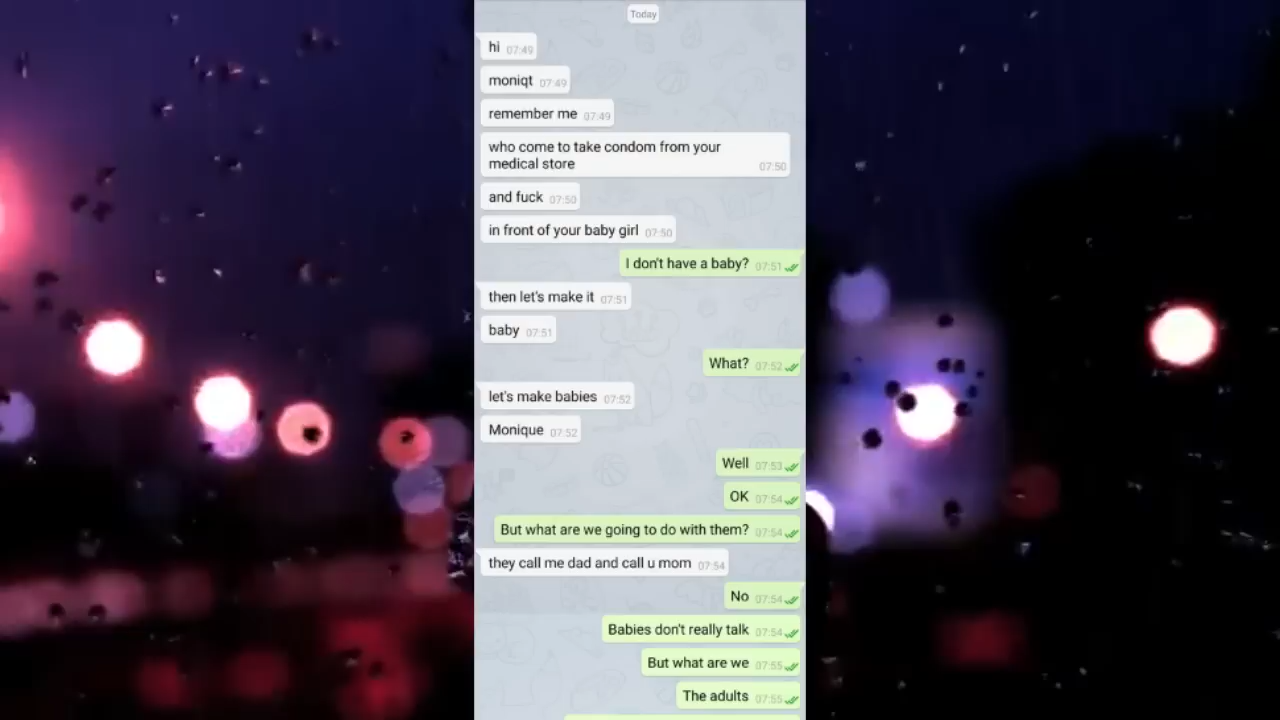 Today
hi 07:49
moniqt 07:49
remember me 07:49
who come to take condom from your
medical store 07:50
and fuck 07:50
in front of your baby girl 07:50
I don't have a baby? 07:51
then let's make it 07:51
baby 07:51
What? 07:52
let's make babies 07:52
Monique 07:52
Well 07:53
OK 07:54
But what are we going to do with them? 07:54
they call me dad and call u mom 07:54
No 07:54
Babies don't really talk 07:54
But what are we 07:55
The adults 07:55